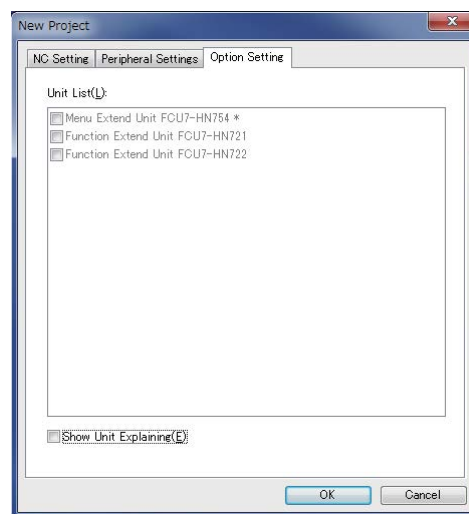 New Project
NC Setting Peripheral Settings Option Setting
Unit List(L):
Menu Extend Unit FCU7-HN754 *
Function Extend Unit FCU7-HN721
Function Extend Unit FCU7-HN722
Show Unit Explaining(E)
OK Cancel